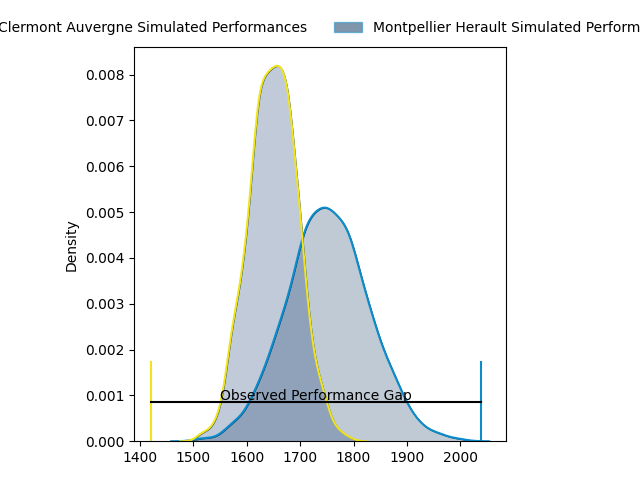 Clermont Auvergne Simulated Performances
Montpellier Herault Simulated Perform
0.008
0.007
0.006
0.005
0.004
0.003
0.002
0.001
0.000
Density
Observed Performance Gap
1400 1500 1600 1700 1800 1900 2000